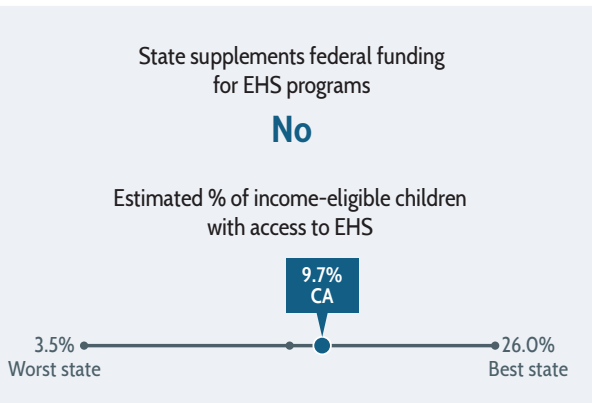 State supplements federal funding
for EHS programs
No
Estimated % of income-eligible children
with access to EHS
9.7%
CA
3.5%
Worst state
26.0%
Best state